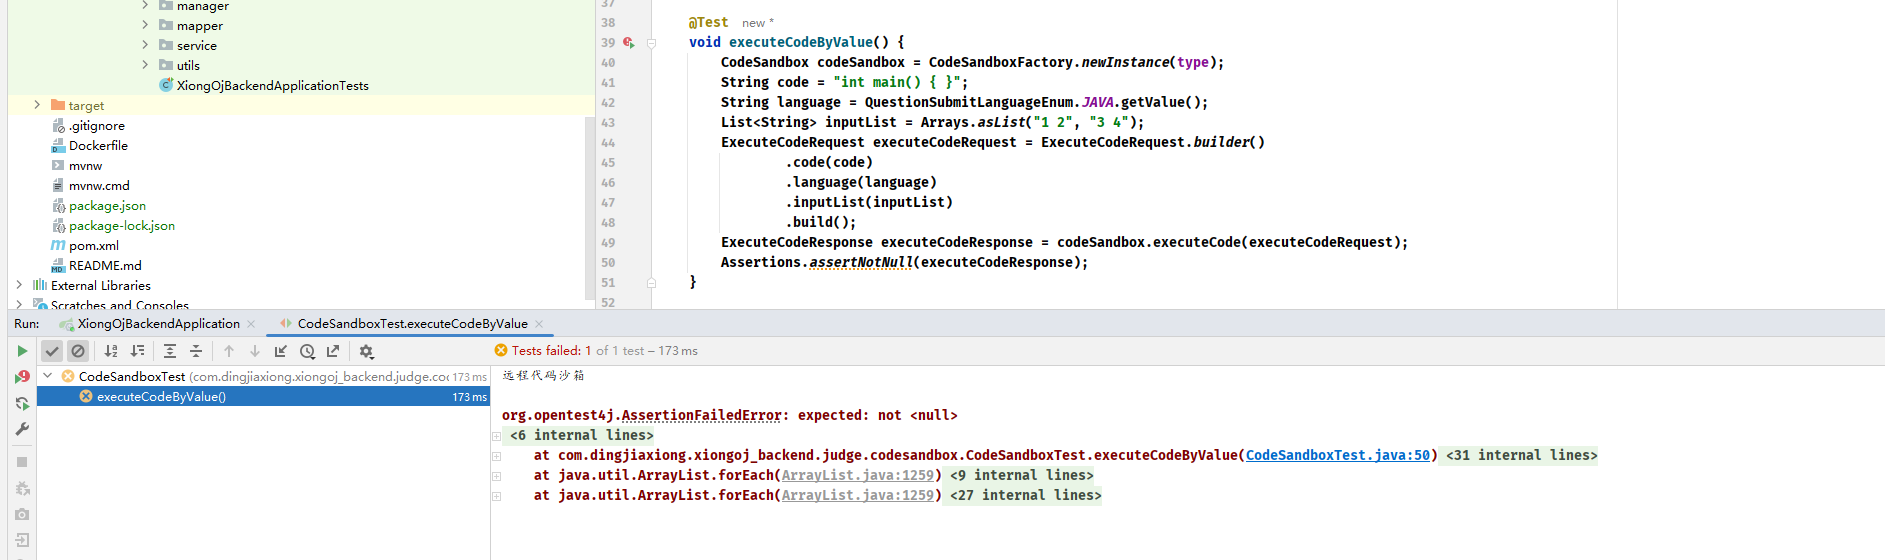 manager
mapper
service
utils
XiongOjBackendApplicationTests
target
.gitignore
Dockerfile
mvnw
mvnw.cmd
package.json
package-lock.json
pom.xml
README.md
External Libraries
Scratches and Consoles
37
38 @Test new *
39 void executeCodeByValue() {
40 CodeSandbox codeSandbox = CodeSandboxFactory.newInstance(type);
41 String code = "int main() { }";
42 String language = QuestionSubmitLanguageEnum.JAVA.getValue();
43 List<String> inputList = Arrays.asList("1 2", "3 4");
44 ExecuteCodeRequest executeCodeRequest = ExecuteCodeRequest.builder()
45 .code(code)
46 .language(language)
47 .inputList(inputList)
48 .build();
49 ExecuteCodeResponse executeCodeResponse = codeSandbox.executeCode(executeCodeRequest);
50 Assertions.assertNotNull(executeCodeResponse);
51 }
52
Run: XiongOjBackendApplication × CodeSandboxTest.executeCodeByValue ×
Tests failed: 1 of 1 test – 173 ms
CodeSandboxTest (com.dingjiaxiong.xiongoj_backend.judge.co 173 ms
executeCodeByValue() 173 ms
远程代码沙箱
org.opentest4j.AssertionFailedError: expected: not <null>
<6 internal lines>
at com.dingjiaxiong.xiongoj_backend.judge.codesandbox.CodeSandboxTest.executeCodeByValue(CodeSandboxTest.java:50) <31 internal lines>
at java.util.ArrayList.forEach(ArrayList.java:1259) <9 internal lines>
at java.util.ArrayList.forEach(ArrayList.java:1259) <27 internal lines>